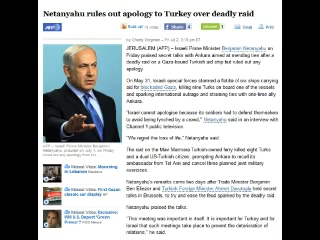 Netanyahu rules out apology to Turkey over deadly raid
AFP
by Charly Wegman – Fri Jul 2, 3:15 pm ET
JERUSALEM (AFP) – Israeli Prime Minister Benjamin Netanyahu on
Friday praised secret talks with Ankara aimed at mending ties after a
deadly raid on a Gaza-bound Turkish aid ship but ruled out any
apology.
On May 31, Israeli special forces stormed a flotilla of six ships carrying
aid for blockaded Gaza, killing nine Turks on board one of the vessels
and sparking international outrage and straining ties with one-time ally
Ankara.
"Israel cannot apologise because its soldiers had to defend themselves
to avoid being lynched by a crowd," Netanyahu said in an interview with
Channel 1 public television.
"We regret the loss of life," Netanyahu said.
The raid on the Mavi Marmara Turkish-owned ferry killed eight Turks
and a dual US-Turkish citizen, prompting Ankara to recall its
ambassador from Tel Aviv and cancel three planned joint military
exercises.
Netanyahu's remarks came two days after Trade Minister Binyamin
Ben Eliezer and Turkish Foreign Minister Ahmet Davutoglu held secret
talks in Brussels, to try and ease the feud sparked by the deadly raid.
Netanyahu praised the talks.
"This meeting was important in itself. It is important for Turkey and for
Israel that such meetings take place to prevent the deterioration of
relations," he said.
AFP – Israeli Prime Minister Benjamin